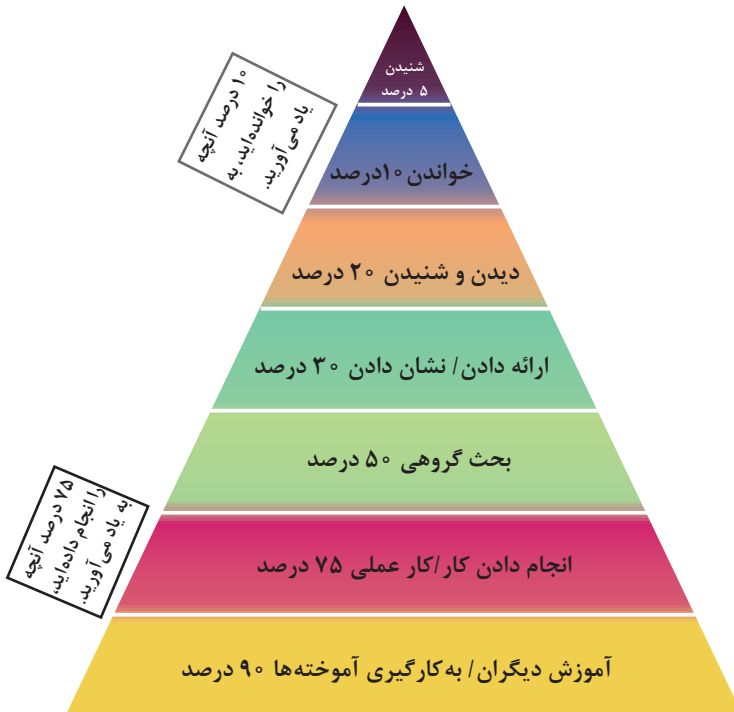 شنیدن
۵ درصد
۱۰ درصد آنچه
را خوانده‌اید، به
یاد می‌آورید.
خواندن ۱۰درصد
دیدن و شنیدن ۲۰ درصد
ارائه دادن/ نشان دادن ۳۰ درصد
بحث گروهی ۵۰ درصد
۷۵ درصد آنچه
را انجام داده‌اید،
به یاد می‌آورید.
انجام دادن کار/کار عملی ۷۵ درصد
آموزش دیگران/ به‌کارگیری آموخته‌ها ۹۰ درصد